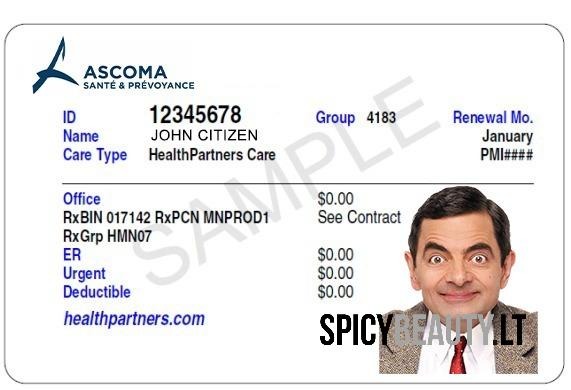 ASCOMA
SANTÉ & PRÉVOYANCE
ID 12345678 Group 4183 Renewal Mo.
Name JOHN CITIZEN January
Care Type HealthPartners Care PMI####
SAMPLE
Office $0.00
RxBIN 017142 RxPCN MNPROD1 See Contract
RxGrp HMN07
ER $0.00
Urgent $0.00
Deductible $0.00
healthpartners.com
SPICYBEAUTY.LT